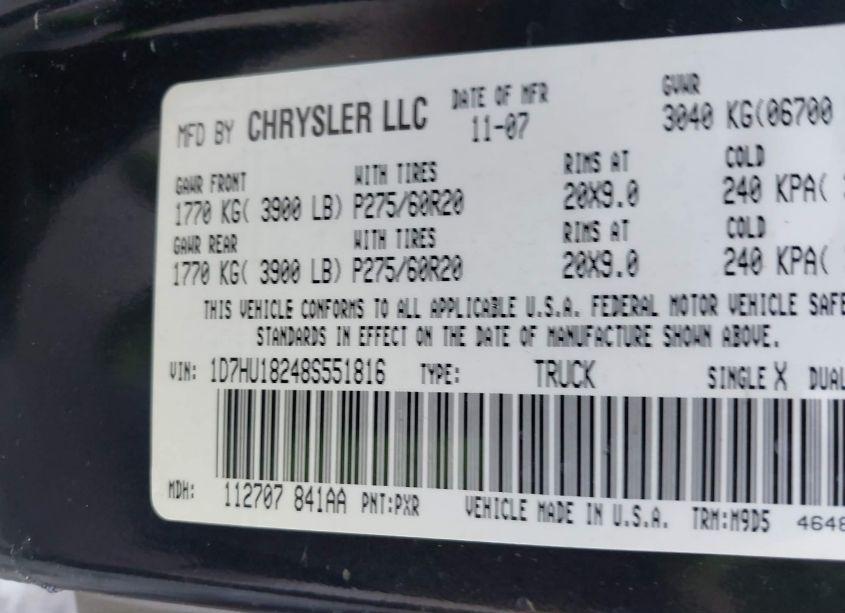 MFD BY CHRYSLER LLC DATE OF MFR 11-07 GVWR 3040 KG(06700
GAWR FRONT WITH TIRES RIMS AT COLD
1770 KG( 3900 LB) P275/60R20 20X9.0 240 KPA(
GAWR REAR WITH TIRES RIMS AT COLD
1770 KG( 3900 LB) P275/60R20 20X9.0 240 KPA(
THIS VEHICLE CONFORMS TO ALL APPLICABLE U.S.A. FEDERAL MOTOR VEHICLE SAFE
STANDARDS IN EFFECT ON THE DATE OF MANUFACTURE SHOWN ABOVE.
VIN: 1D7HU18248S551816 TYPE: TRUCK SINGLE X DUAL
MDH: 112707 841AA PNT:PXR VEHICLE MADE IN U.S.A. TRM:M9D5 4648